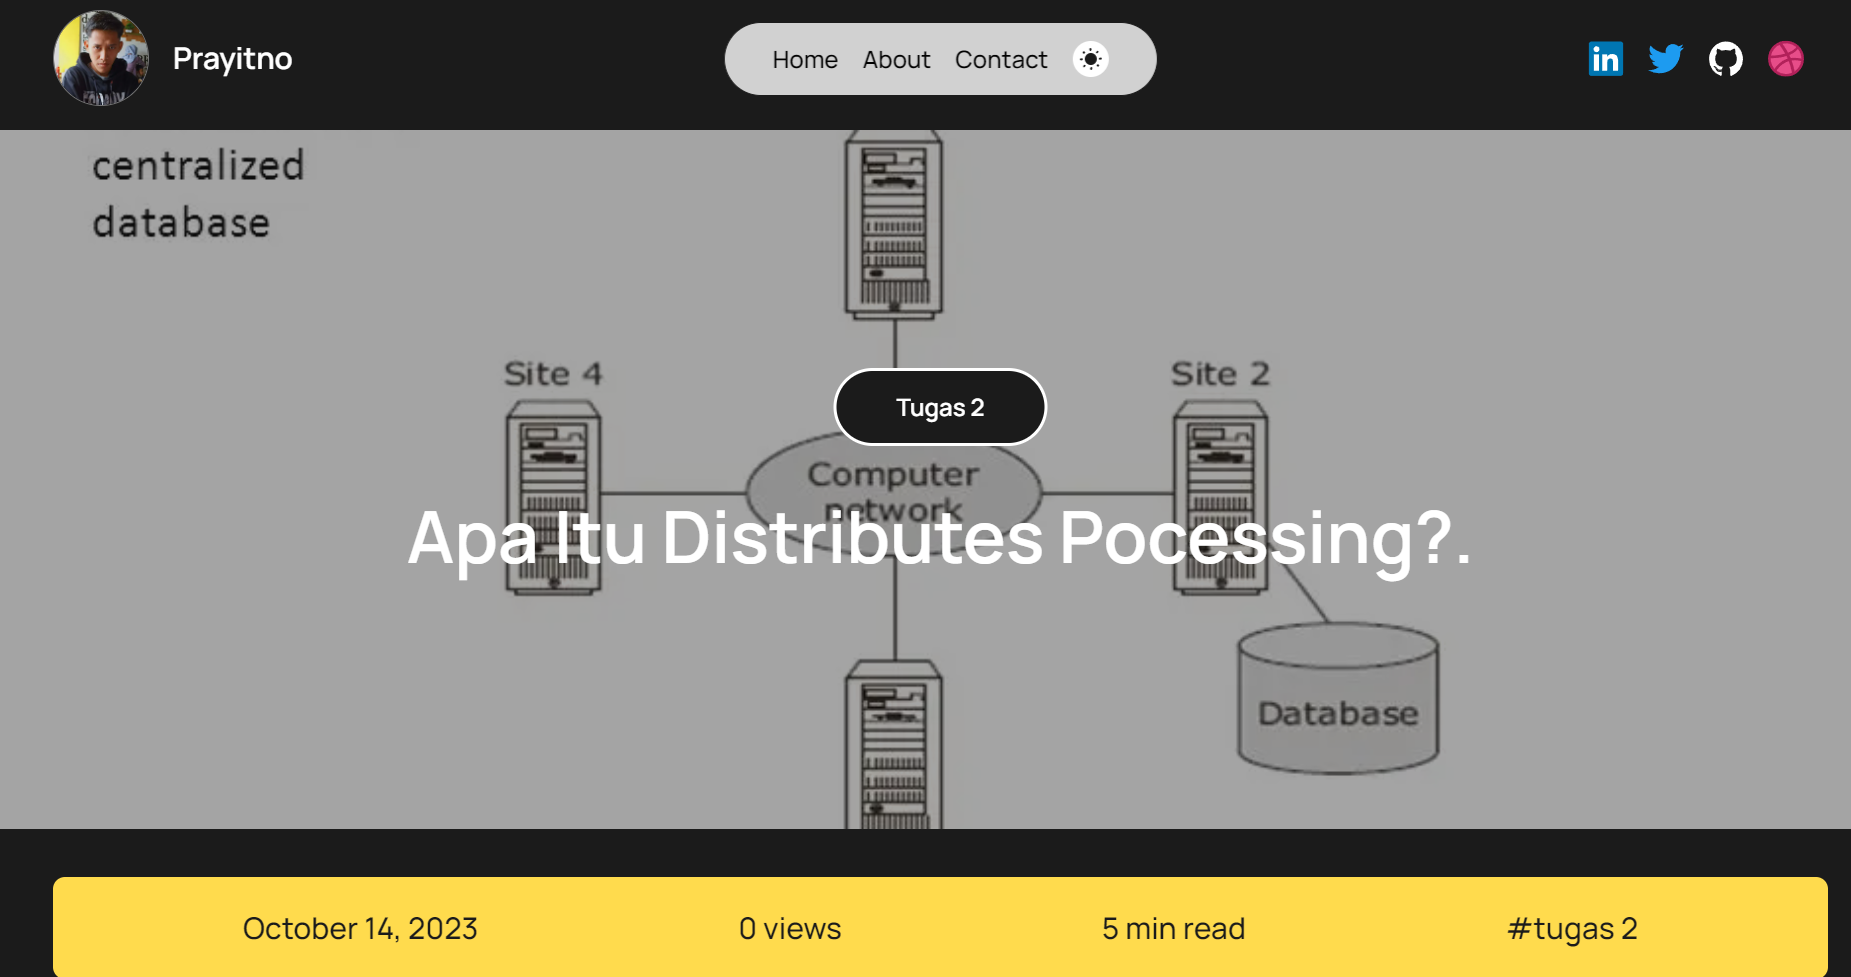 Prayitno
Home About Contact
centralized
database
Site 4
Site 2
Tugas 2
Computer
network
Apa Itu Distributes Pocessing?.
Database
October 14, 2023 0 views 5 min read #tugas 2